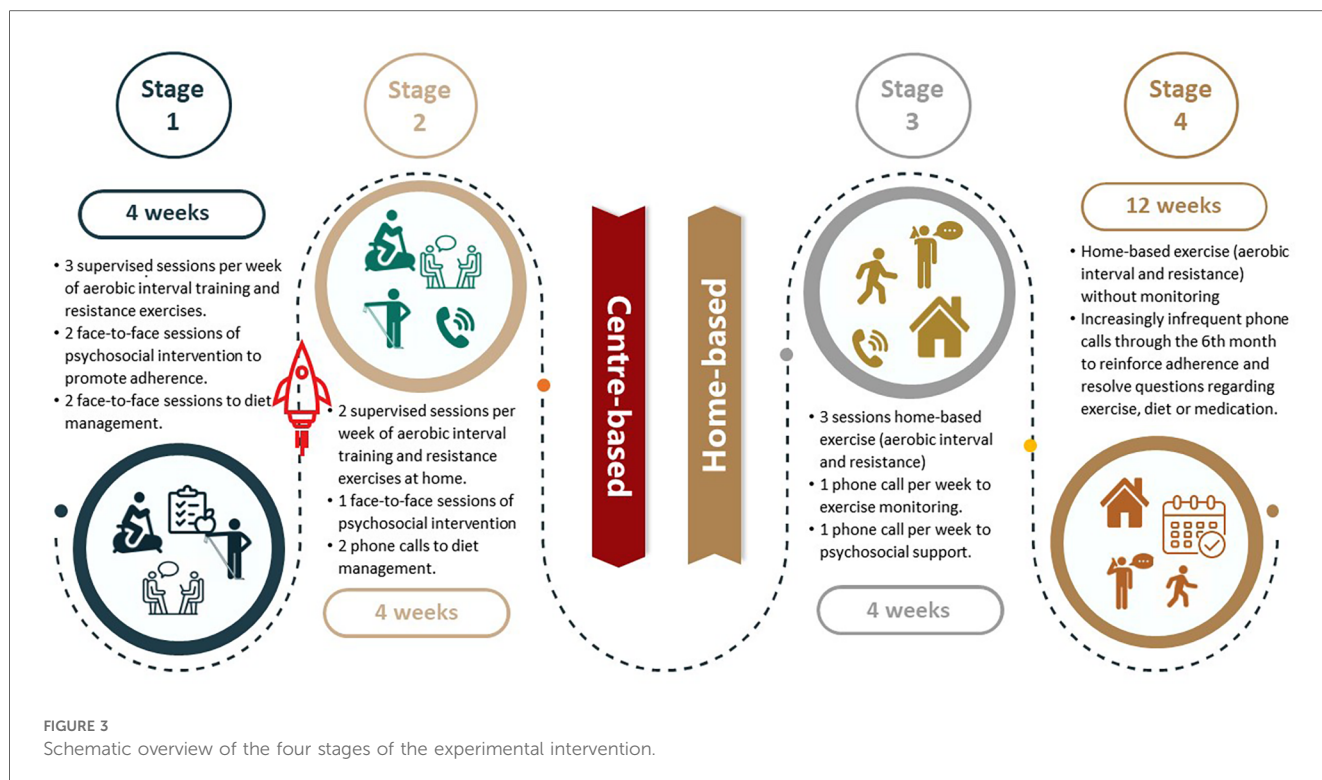 Stage
1
4 weeks
• 3 supervised sessions per week
of aerobic interval training and
resistance exercises.
• 2 face-to-face sessions of
psychosocial intervention to
promote adherence.
• 2 face-to-face sessions to diet
management.
Stage
2
• 2 supervised sessions per
week of aerobic interval
training and resistance
exercises at home.
• 1 face-to-face sessions of
psychosocial intervention
• 2 phone calls to diet
management.
4 weeks
Centre-based
Home-based
Stage
3
• 3 sessions home-based
exercise (aerobic interval
and resistance)
• 1 phone call per week to
exercise monitoring.
• 1 phone call per week to
psychosocial support.
4 weeks
Stage
4
12 weeks
• Home-based exercise (aerobic
interval and resistance)
without monitoring
• Increasingly infrequent phone
calls through the 6th month
to reinforce adherence and
resolve questions regarding
exercise, diet or medication.
FIGURE 3
Schematic overview of the four stages of the experimental intervention.